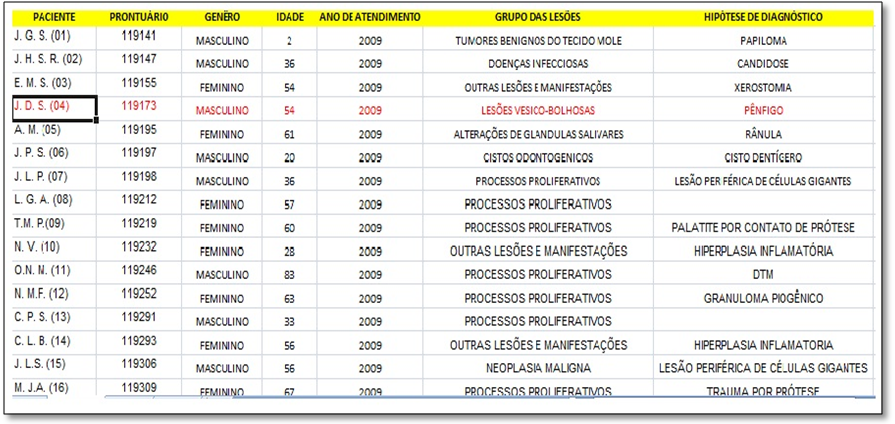 PACIENTE PRONTUÁRIO GENÊRO IDADE ANO DE ATENDIMENTO GRUPO DAS LESÕES HIPÓTESE DE DIAGNÓSTICO
J. G. S. (01) 119141 MASCULINO 2 2009 TUMORES BENIGNOS DO TECIDO MOLE PAPILOMA
J. H. S. R. (02) 119147 MASCULINO 36 2009 DOENÇAS INFECCIOSAS CANDIDOSE
E. M. S. (03) 119155 FEMININO 54 2009 OUTRAS LESÕES E MANIFESTAÇÕES XEROSTOMIA
J. D. S. (04) 119173 MASCULINO 54 2009 LESÕES VESICO-BOLHOSAS PÊNFIGO
A. M. (05) 119195 FEMININO 61 2009 ALTERAÇÕES DE GLANDULAS SALIVARES RÂNULA
J. P. S. (06) 119197 MASCULINO 20 2009 CISTOS ODONTOGENICOS CISTO DENTÍGERO
J. L. P. (07) 119198 MASCULINO 36 2009 PROCESSOS PROLIFERATIVOS LESÃO PERIFÉRICA DE CÉLULAS GIGANTES
L. G. A. (08) 119212 FEMININO 57 2009 PROCESSOS PROLIFERATIVOS
T.M. P.(09) 119219 FEMININO 60 2009 PROCESSOS PROLIFERATIVOS PALATITE POR CONTATO DE PRÓTESE
N. V. (10) 119232 FEMININO 28 2009 OUTRAS LESÕES E MANIFESTAÇÕES HIPERPLASIA INFLAMATÓRIA
O.N. N. (11) 119246 MASCULINO 83 2009 PROCESSOS PROLIFERATIVOS DTM
N. M.F. (12) 119252 FEMININO 63 2009 PROCESSOS PROLIFERATIVOS GRANULOMA PIOGÊNICO
C. P. S. (13) 119291 MASCULINO 33 2009 PROCESSOS PROLIFERATIVOS
C. L. B. (14) 119293 FEMININO 56 2009 OUTRAS LESÕES E MANIFESTAÇÕES HIPERPLASIA INFLAMATORIA
J. L.S. (15) 119306 MASCULINO 56 2009 NEOPLASIA MALIGNA LESÃO PERIFÉRICA DE CÉLULAS GIGANTES
M. J.A. (16) 119309 FEMININO 67 2009 PROCESSOS PROLIFERATIVOS TRAUMA POR PRÓTESE